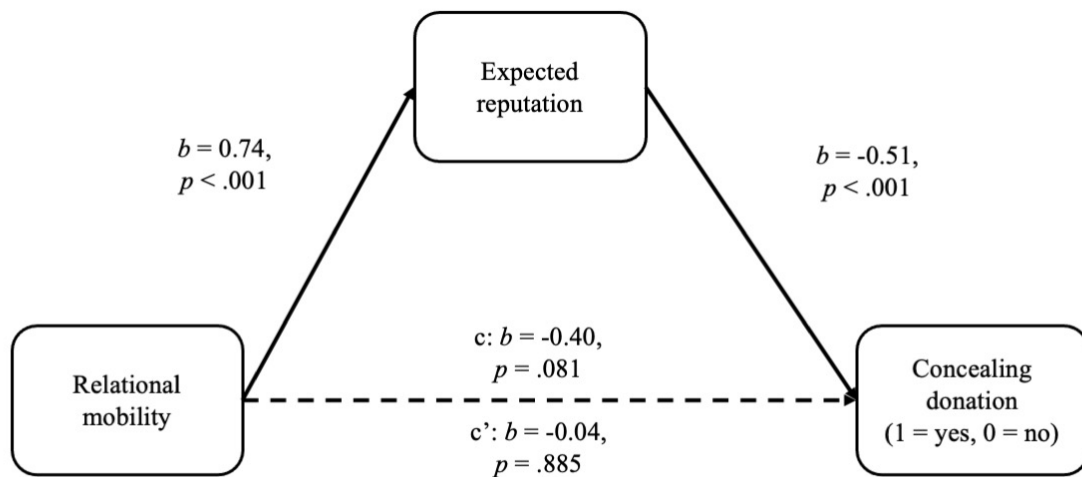 Expected
reputation
b = 0.74,
p < .001
b = -0.51,
p < .001
Relational
mobility
c: b = -0.40,
p = .081
c’: b = -0.04,
p = .885
Concealing
donation
(1 = yes, 0 = no)